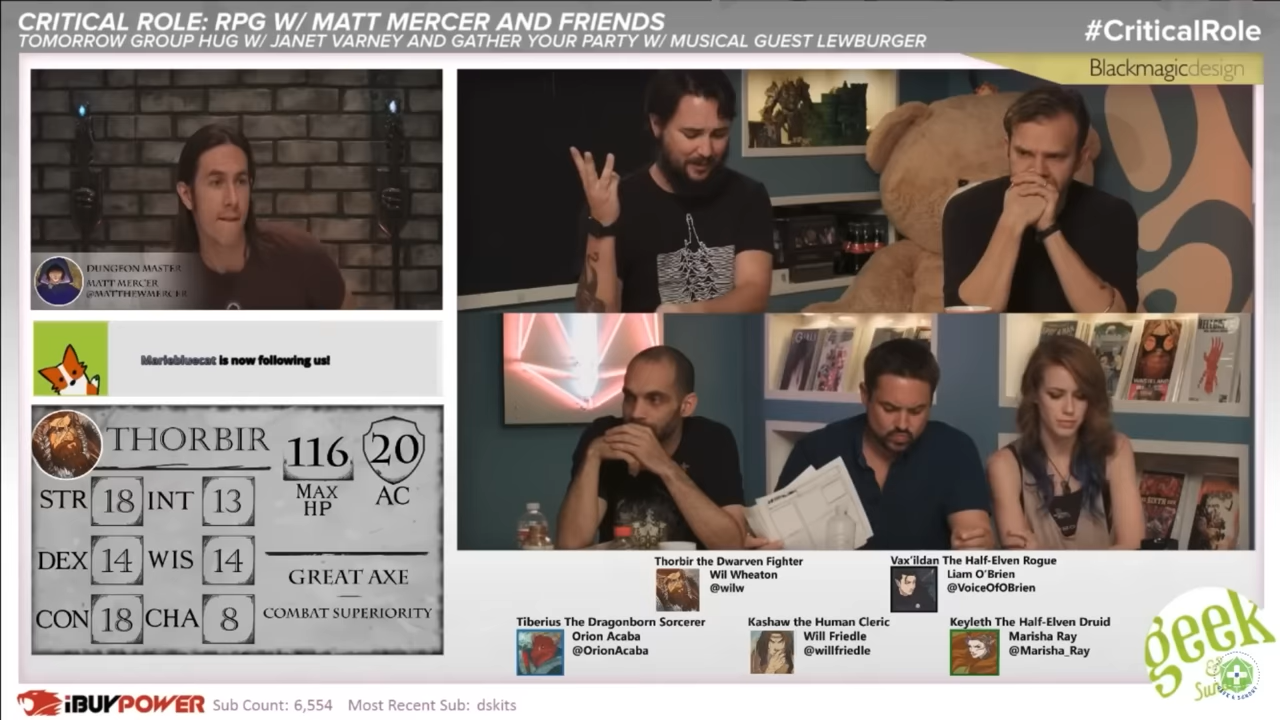 CRITICAL ROLE: RPG W/ MATT MERCER AND FRIENDS
TOMORROW GROUP HUG W/ JANET VARNEY AND GATHER YOUR PARTY W/ MUSICAL GUEST LEWBURGER
#CriticalRole
Blackmagicdesign
DUNGEON MASTER
MATT MERCER
@MATTHEWMERCER
Mariebluecat is now following us!
THORBIR
116
MAX
HP
20
AC
STR 18 INT 13
DEX 14 WIS 14
CON 18 CHA 8
GREAT AXE
COMBAT SUPERIORITY
Thorbir the Dwarven Fighter
Wil Wheaton
@wilw
Vax'ildan The Half-Elven Rogue
Liam O'Brien
@VoiceOfOBrien
Tiberius The Dragonborn Sorcerer
Orion Acaba
@OrionAcaba
Kashaw the Human Cleric
Will Friedle
@willfriedle
Keyleth The Half-Elven Druid
Marisha Ray
@Marisha_Ray
geek
&
iBUYPOWER
Sub Count: 6,554 Most Recent Sub: dskits